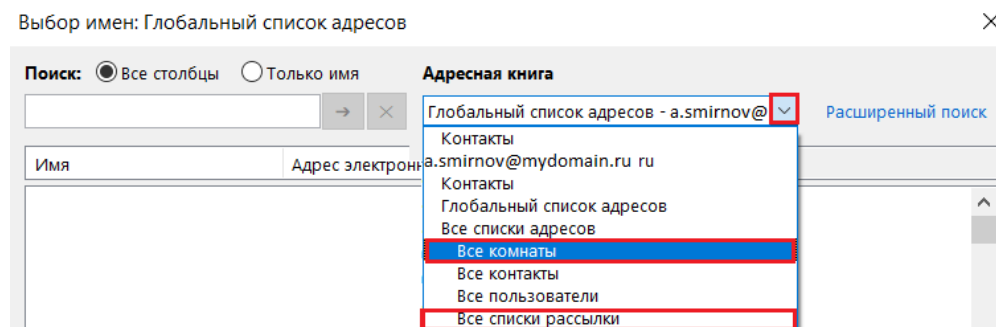 Выбор имен: Глобальный список адресов
Поиск: Все столбцы Только имя
Адресная книга
Глобальный список адресов - a.smirnov@
Расширенный поиск
Имя
Адрес электронн
Контакты
a.smirnov@mydomain.ru ru
Контакты
Глобальный список адресов
Все списки адресов
Все комнаты
Все контакты
Все пользователи
Все списки рассылки